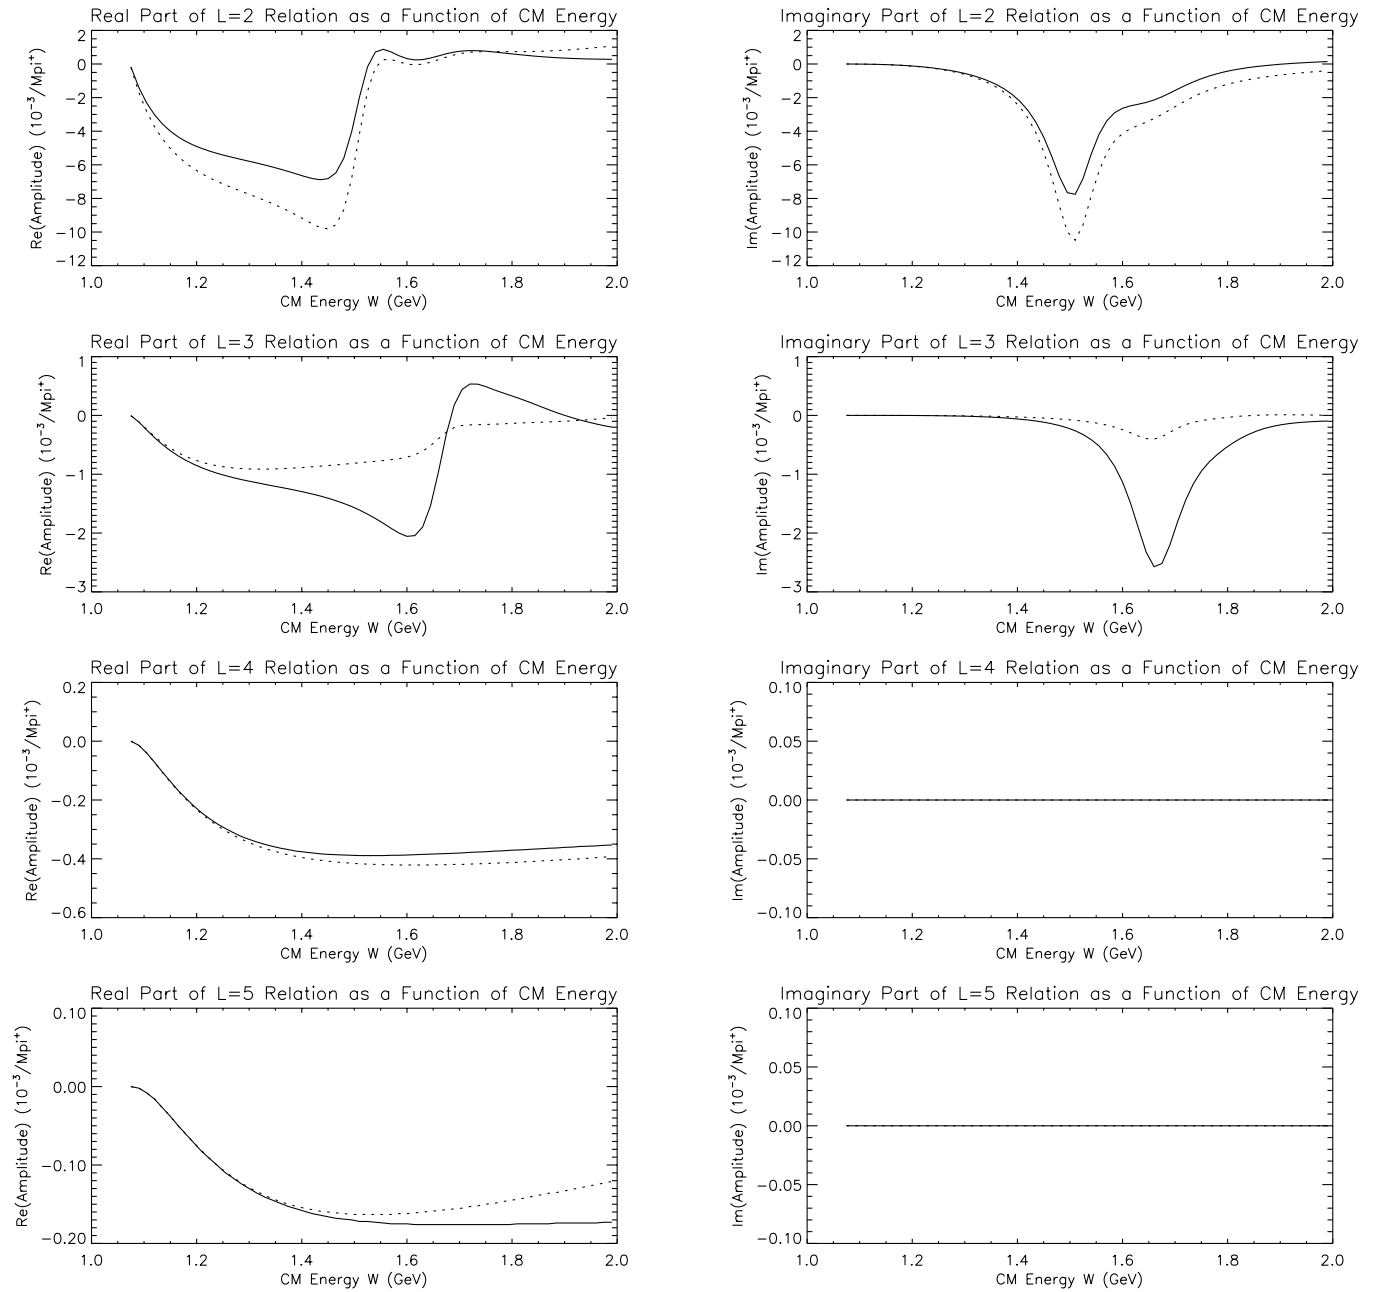 Real Part of L=2 Relation as a Function of CM Energy
Re(Amplitude) (10⁻³/Mpi⁺)
2
0
−2
−4
−6
−8
−10
−12
1.0 1.2 1.4 1.6 1.8 2.0
CM Energy W (GeV)
Imaginary Part of L=2 Relation as a Function of CM Energy
Im(Amplitude) (10⁻³/Mpi⁺)
2
0
−2
−4
−6
−8
−10
−12
1.0 1.2 1.4 1.6 1.8 2.0
CM Energy W (GeV)
Real Part of L=3 Relation as a Function of CM Energy
Re(Amplitude) (10⁻³/Mpi⁺)
1
0
−1
−2
−3
1.0 1.2 1.4 1.6 1.8 2.0
CM Energy W (GeV)
Imaginary Part of L=3 Relation as a Function of CM Energy
Im(Amplitude) (10⁻³/Mpi⁺)
1
0
−1
−2
−3
1.0 1.2 1.4 1.6 1.8 2.0
CM Energy W (GeV)
Real Part of L=4 Relation as a Function of CM Energy
Re(Amplitude) (10⁻³/Mpi⁺)
0.2
0.0
−0.2
−0.4
−0.6
1.0 1.2 1.4 1.6 1.8 2.0
CM Energy W (GeV)
Imaginary Part of L=4 Relation as a Function of CM Energy
Im(Amplitude) (10⁻³/Mpi⁺)
0.10
0.05
0.00
−0.05
−0.10
1.0 1.2 1.4 1.6 1.8 2.0
CM Energy W (GeV)
Real Part of L=5 Relation as a Function of CM Energy
Re(Amplitude) (10⁻³/Mpi⁺)
0.10
0.00
−0.10
−0.20
1.0 1.2 1.4 1.6 1.8 2.0
CM Energy W (GeV)
Imaginary Part of L=5 Relation as a Function of CM Energy
Im(Amplitude) (10⁻³/Mpi⁺)
0.10
0.05
0.00
−0.05
−0.10
1.0 1.2 1.4 1.6 1.8 2.0
CM Energy W (GeV)